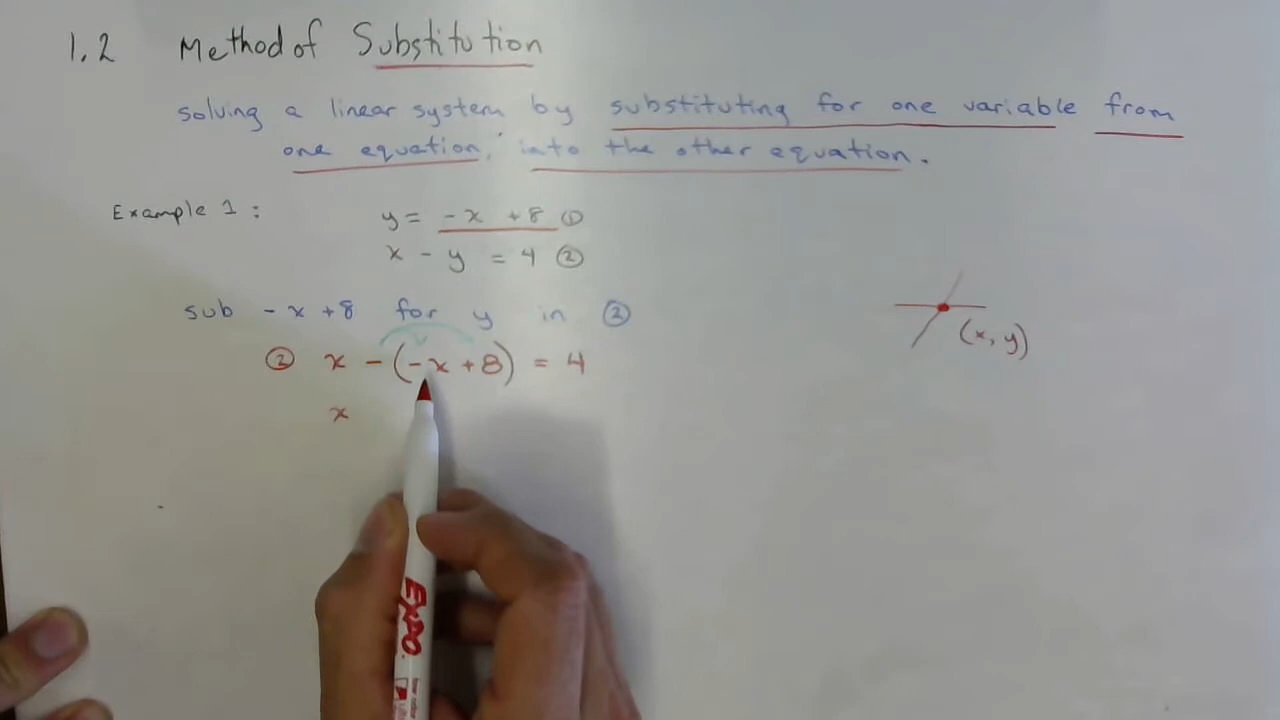 1.2 Method of Substitution
solving a linear system by substituting for one variable from
one equation, into the other equation.
Example 1 :
y = -x +8 ①
x - y = 4 ②
sub -x +8 for y in ②
② x - (-x + 8) = 4
(x, y)
x
EXPO